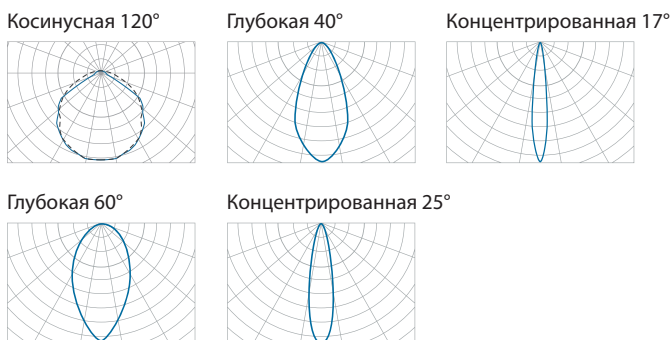 Косинусная 120°
Глубокая 40°
Концентрированная 17°
Глубокая 60°
Концентрированная 25°